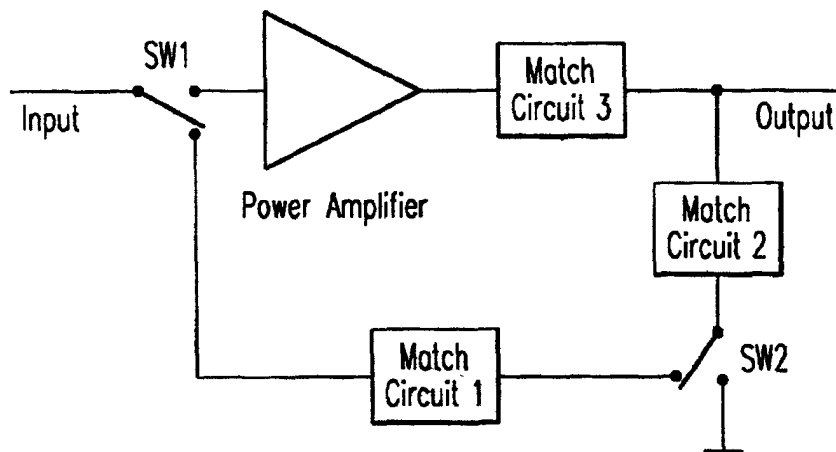 SW1
Input
Power Amplifier
Match
Circuit 3
Output
Match
Circuit 2
Match
Circuit 1
SW2